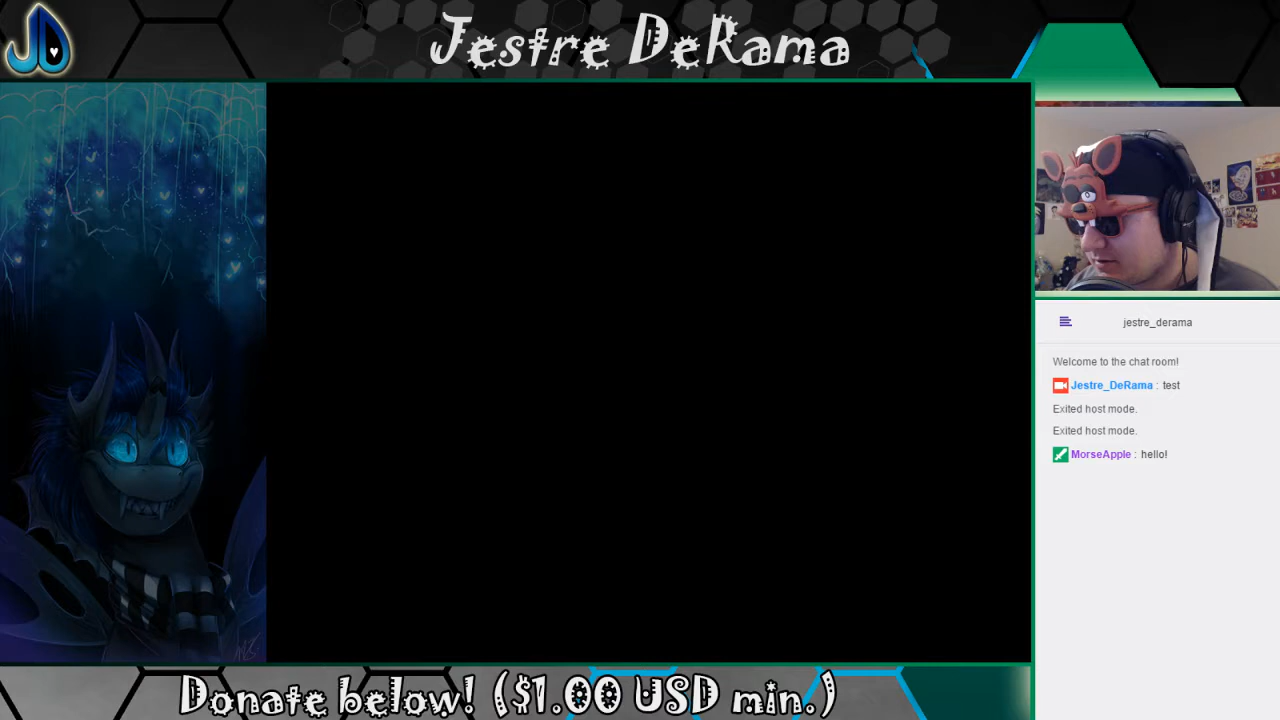 JD
Jestre DeRama
jestre_derama
Welcome to the chat room!
Jestre_DeRama : test
Exited host mode.
Exited host mode.
MorseApple : hello!
Donate below! ($1.00 USD min.)